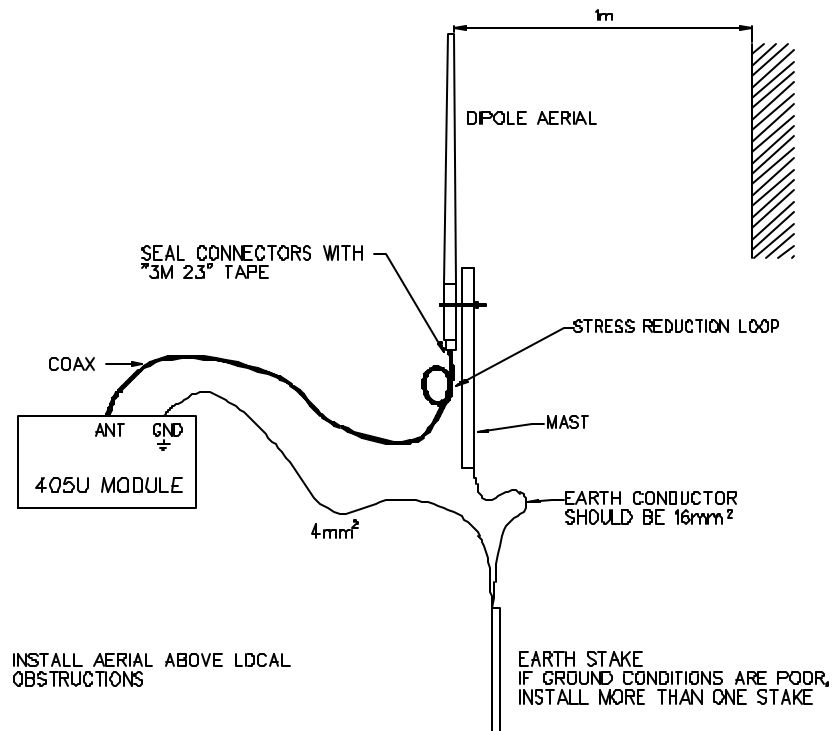 1m
DIPOLE AERIAL
SEAL CONNECTORS WITH
"3M 23" TAPE
STRESS REDUCTION LOOP
COAX
MAST
ANT GND
405U MODULE
EARTH CONDUCTOR
SHOULD BE 16mm²
4mm²
INSTALL AERIAL ABOVE LOCAL
OBSTRUCTIONS
EARTH STAKE
IF GROUND CONDITIONS ARE POOR,
INSTALL MORE THAN ONE STAKE